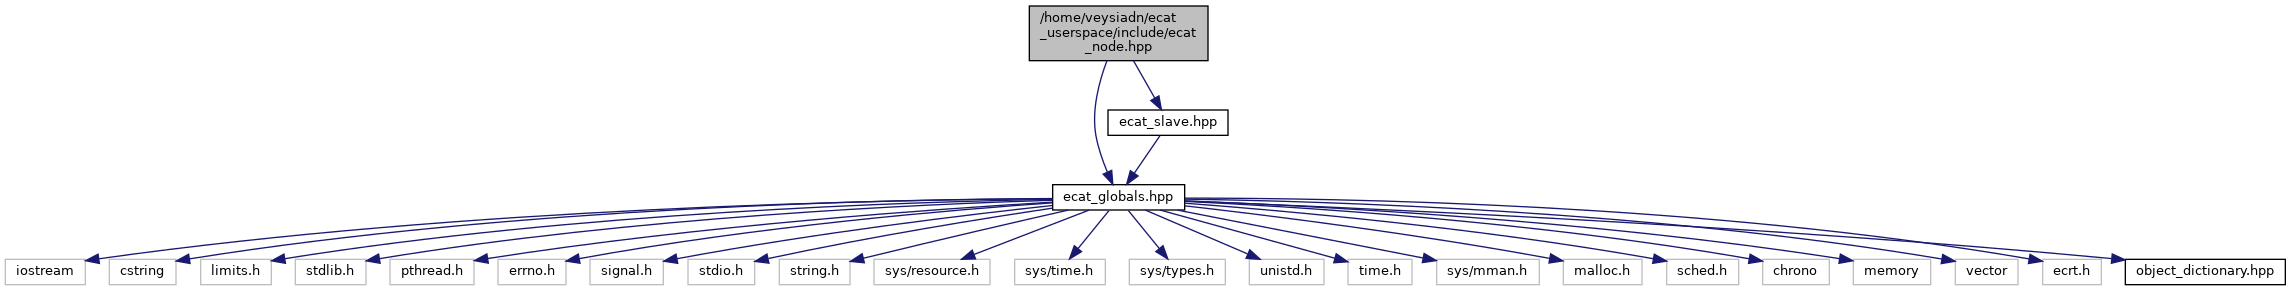 /home/veysiadn/ecat
_userspace/include/ecat
_node.hpp
ecat_slave.hpp
ecat_globals.hpp
iostream
cstring
limits.h
stdlib.h
pthread.h
errno.h
signal.h
stdio.h
string.h
sys/resource.h
sys/time.h
sys/types.h
unistd.h
time.h
sys/mman.h
malloc.h
sched.h
chrono
memory
vector
ecrt.h
object_dictionary.hpp